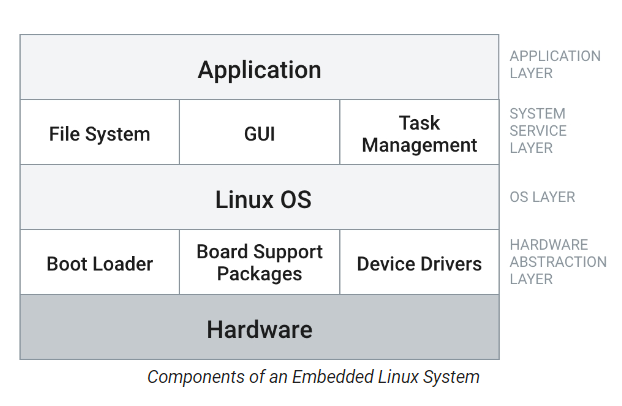 Application
APPLICATION
LAYER
File System
GUI
Task
Management
SYSTEM
SERVICE
LAYER
Linux OS
OS LAYER
Boot Loader
Board Support
Packages
Device Drivers
HARDWARE
ABSTRACTION
LAYER
Hardware
Components of an Embedded Linux System